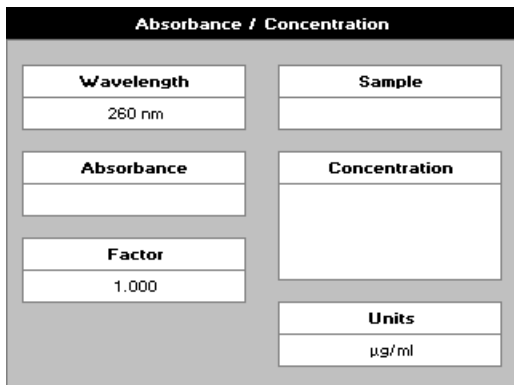 Absorbance / Concentration
Wavelength
260 nm
Absorbance
Factor
1.000
Sample
Concentration
Units
µg/ml